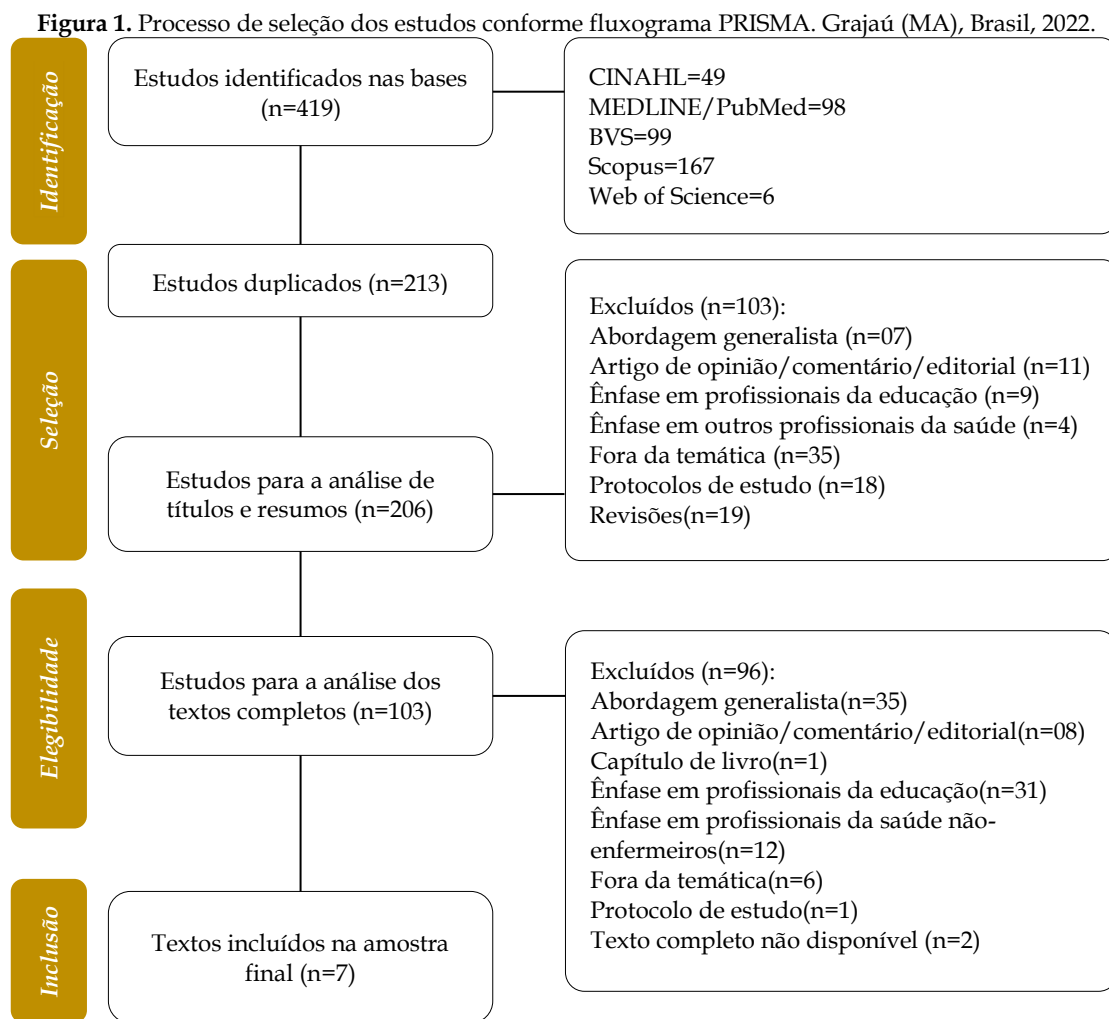 Figura 1. Processo de seleção dos estudos conforme fluxograma PRISMA. Grajaú (MA), Brasil, 2022.
Identificação
Estudos identificados nas bases
(n=419)
CINAHL=49
MEDLINE/PubMed=98
BVS=99
Scopus=167
Web of Science=6
Seleção
Estudos duplicados (n=213)
Estudos para a análise de
títulos e resumos (n=206)
Excluídos (n=103):
Abordagem generalista (n=07)
Artigo de opinião/comentário/editorial (n=11)
Ênfase em profissionais da educação (n=9)
Ênfase em outros profissionais da saúde (n=4)
Fora da temática (n=35)
Protocolos de estudo (n=18)
Revisões(n=19)
Elegibilidade
Estudos para a análise dos
textos completos (n=103)
Excluídos (n=96):
Abordagem generalista(n=35)
Artigo de opinião/comentário/editorial(n=08)
Capítulo de livro(n=1)
Ênfase em profissionais da educação(n=31)
Ênfase em profissionais da saúde não-
enfermeiros(n=12)
Fora da temática(n=6)
Protocolo de estudo(n=1)
Texto completo não disponível (n=2)
Inclusão
Textos incluídos na amostra
final (n=7)